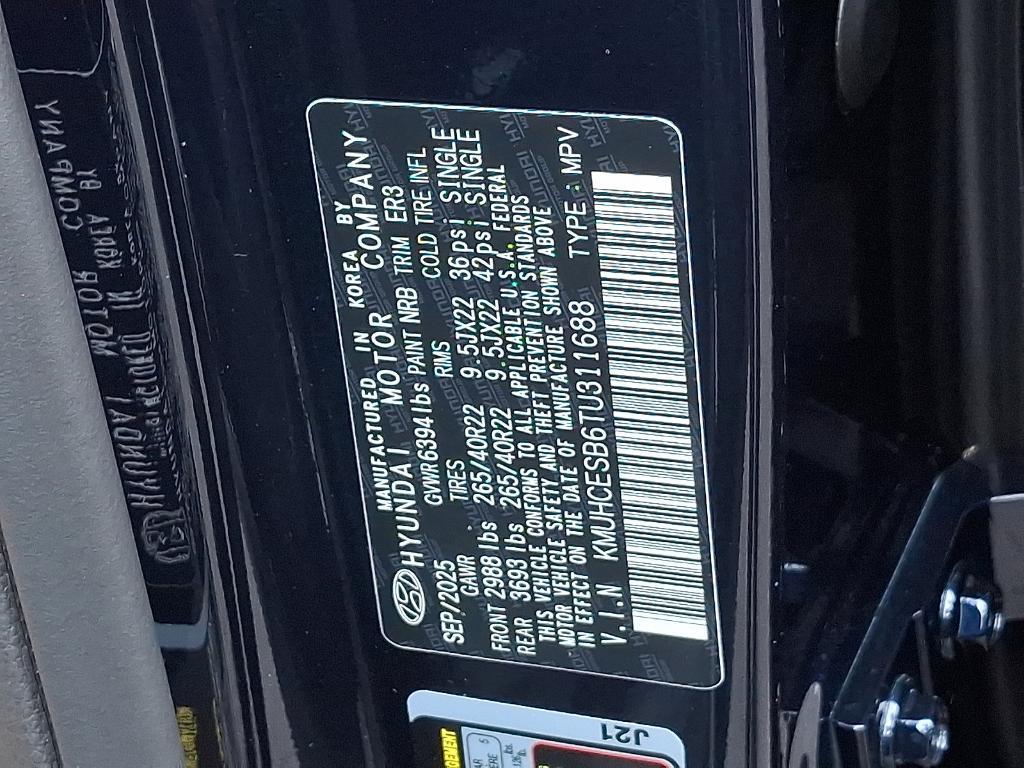 MANUFACTURED IN KOREA BY
HYUNDAI MOTOR COMPANY
GVWR 6394lbs PAINT NRB TRIM ER3
SEP/2025
GAWR TIRES RIMS COLD TIRE INFL
FRONT 2988 lbs 265/40R22 9.5JX22 36psi SINGLE
REAR 3693 lbs 265/40R22 9.5JX22 42psi SINGLE
THIS VEHICLE CONFORMS TO ALL APPLICABLE U.S.A. FEDERAL
MOTOR VEHICLE SAFETY AND THEFT PREVENTION STANDARDS
IN EFFECT ON THE DATE OF MANUFACTURE SHOWN ABOVE
V.I.N KMUHCESB6TU311688 TYPE : MPV
J21